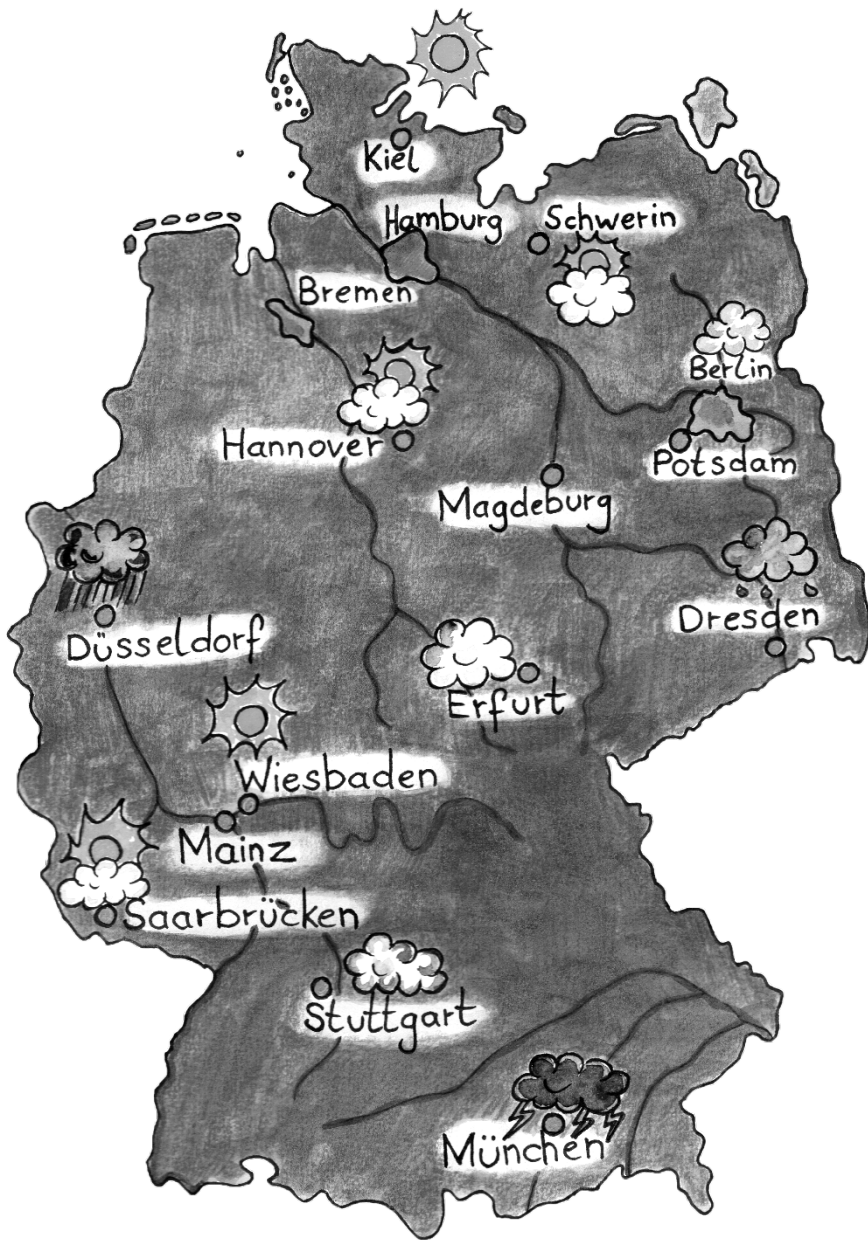 Kiel
Hamburg
Schwerin
Bremen
Berlin
Hannover
Potsdam
Magdeburg
Dresden
Düsseldorf
Erfurt
Wiesbaden
Mainz
Saarbrücken
Stuttgart
München